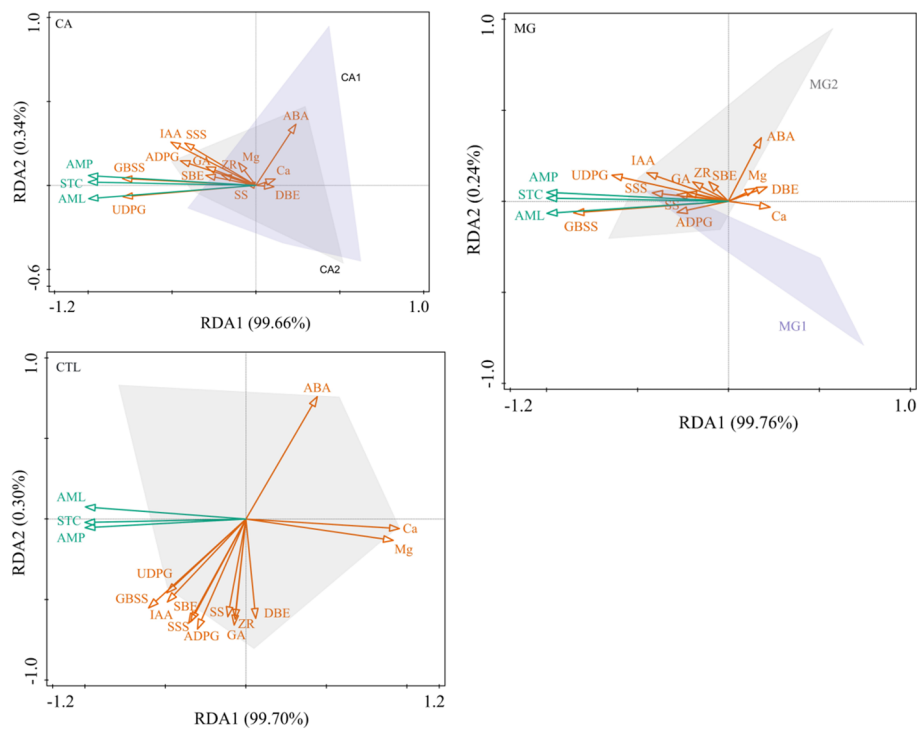 CA
1.0
CA1
ABA
IAA SSS
ADPG GA ZR Mg
AMP GBSS Ca
STC SBE
AML SS DBE
UDPG
CA2
-0.6
RDA2 (0.34%)
-1.2 1.0
RDA1 (99.66%)
MG
1.0
MG2
ABA
IAA ZR
UDPG GA SBE Mg
AMP SSS DBE
STC SS
AML ADPG Ca
GBSS
MG1
-1.0
RDA2 (0.24%)
-1.2 1.0
RDA1 (99.76%)
CTL
1.0
ABA
AML
STC Ca
AMP Mg
UDPG
GBSS SBE SS DBE
IAA ZR
SSS GA
ADPG
-1.0
RDA2 (0.30%)
-1.2 1.2
RDA1 (99.70%)